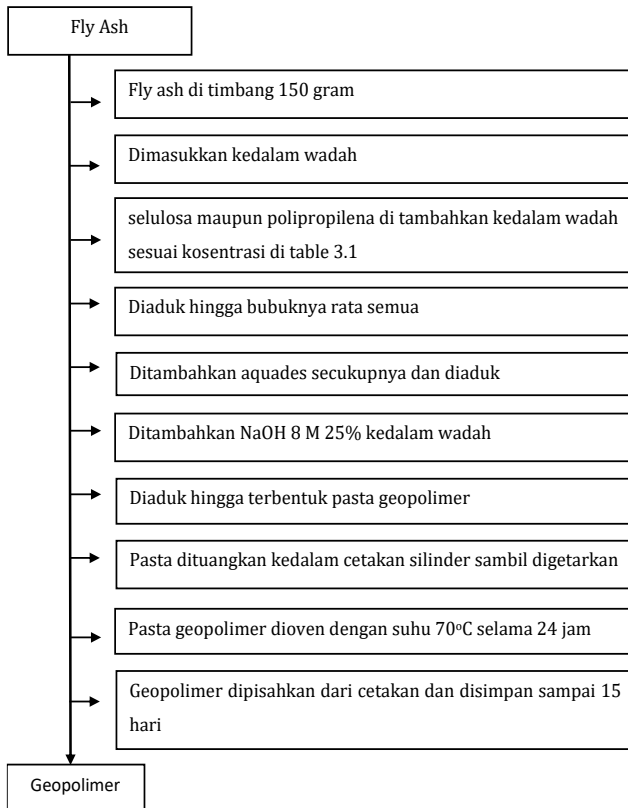 Fly Ash
Fly ash di timbang 150 gram
Dimasukkan kedalam wadah
selulosa maupun polipropilena di tambahkan kedalam wadah
sesuai kosentrasi di table 3.1
Diaduk hingga bubuknya rata semua
Ditambahkan aquades secukupnya dan diaduk
Ditambahkan NaOH 8 M 25% kedalam wadah
Diaduk hingga terbentuk pasta geopolimer
Pasta dituangkan kedalam cetakan silinder sambil digetarkan
Pasta geopolimer dioven dengan suhu 70°C selama 24 jam
Geopolimer dipisahkan dari cetakan dan disimpan sampai 15
hari
Geopolimer